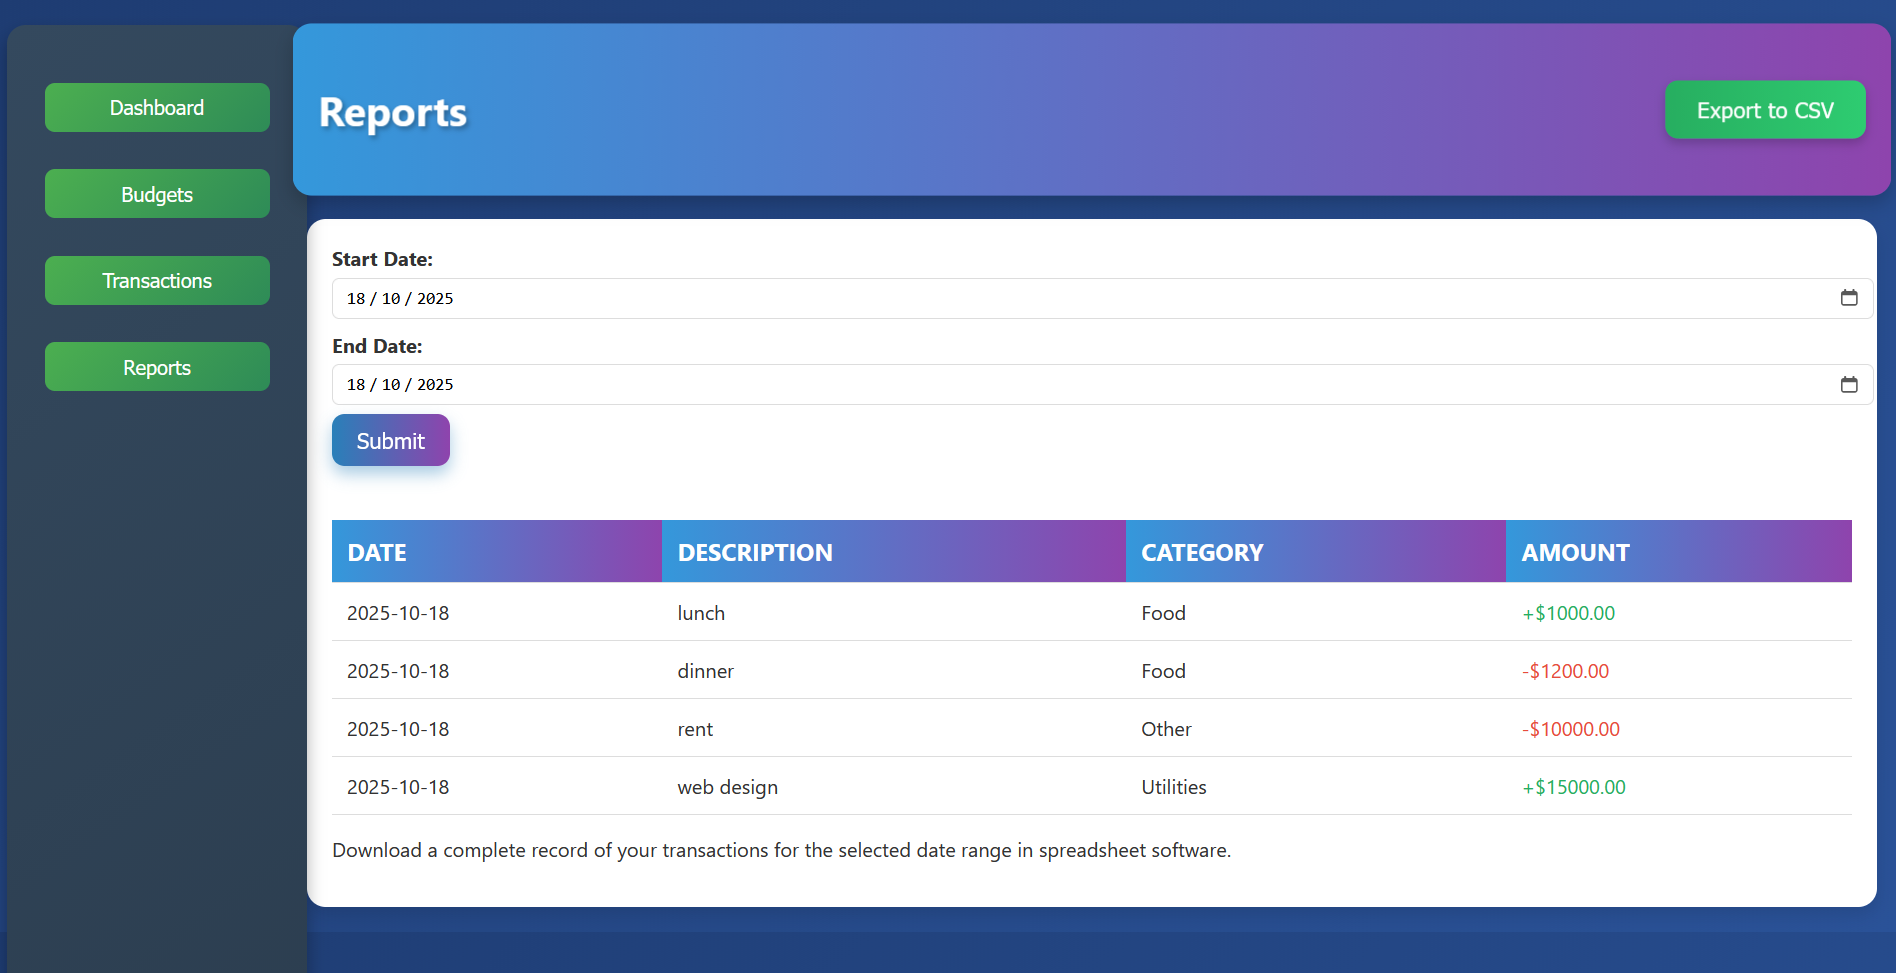 Dashboard
Budgets
Transactions
Reports
Reports
Export to CSV
Start Date:
18 / 10 / 2025
End Date:
18 / 10 / 2025
Submit
DATE DESCRIPTION CATEGORY AMOUNT
2025-10-18 lunch Food +$1000.00
2025-10-18 dinner Food -$1200.00
2025-10-18 rent Other -$10000.00
2025-10-18 web design Utilities +$15000.00
Download a complete record of your transactions for the selected date range in spreadsheet software.